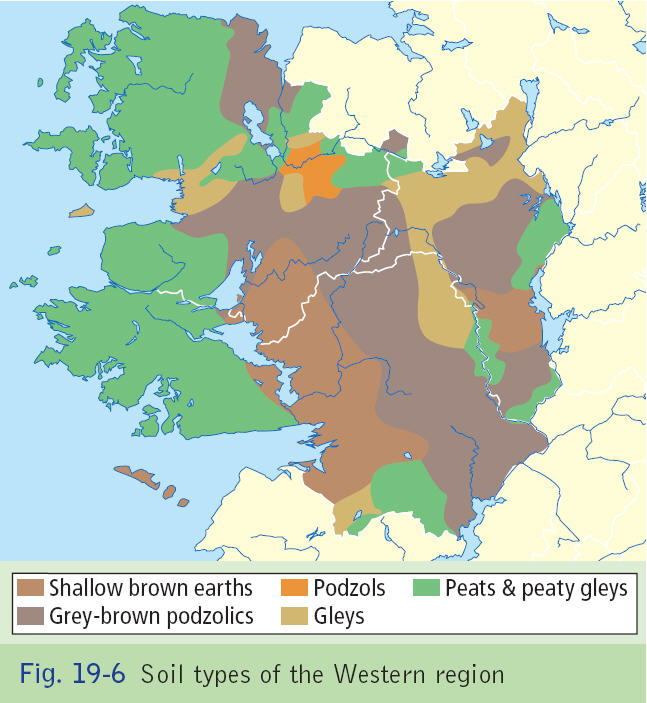 Shallow brown earths
Podzols
Peats & peaty gleys
Grey-brown podzolics
Gleys
Fig. 19-6 Soil types of the Western region